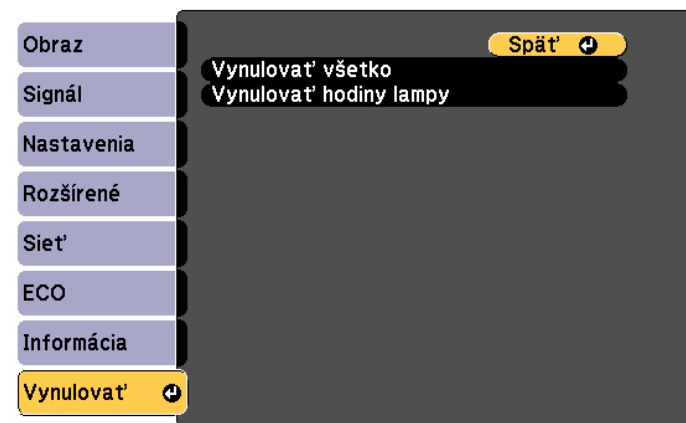 Obraz
Signál
Nastavenia
Rozšírené
Sieť
ECO
Informácia
Vynulovať
Späť
Vynulovať všetko
Vynulovať hodiny lampy